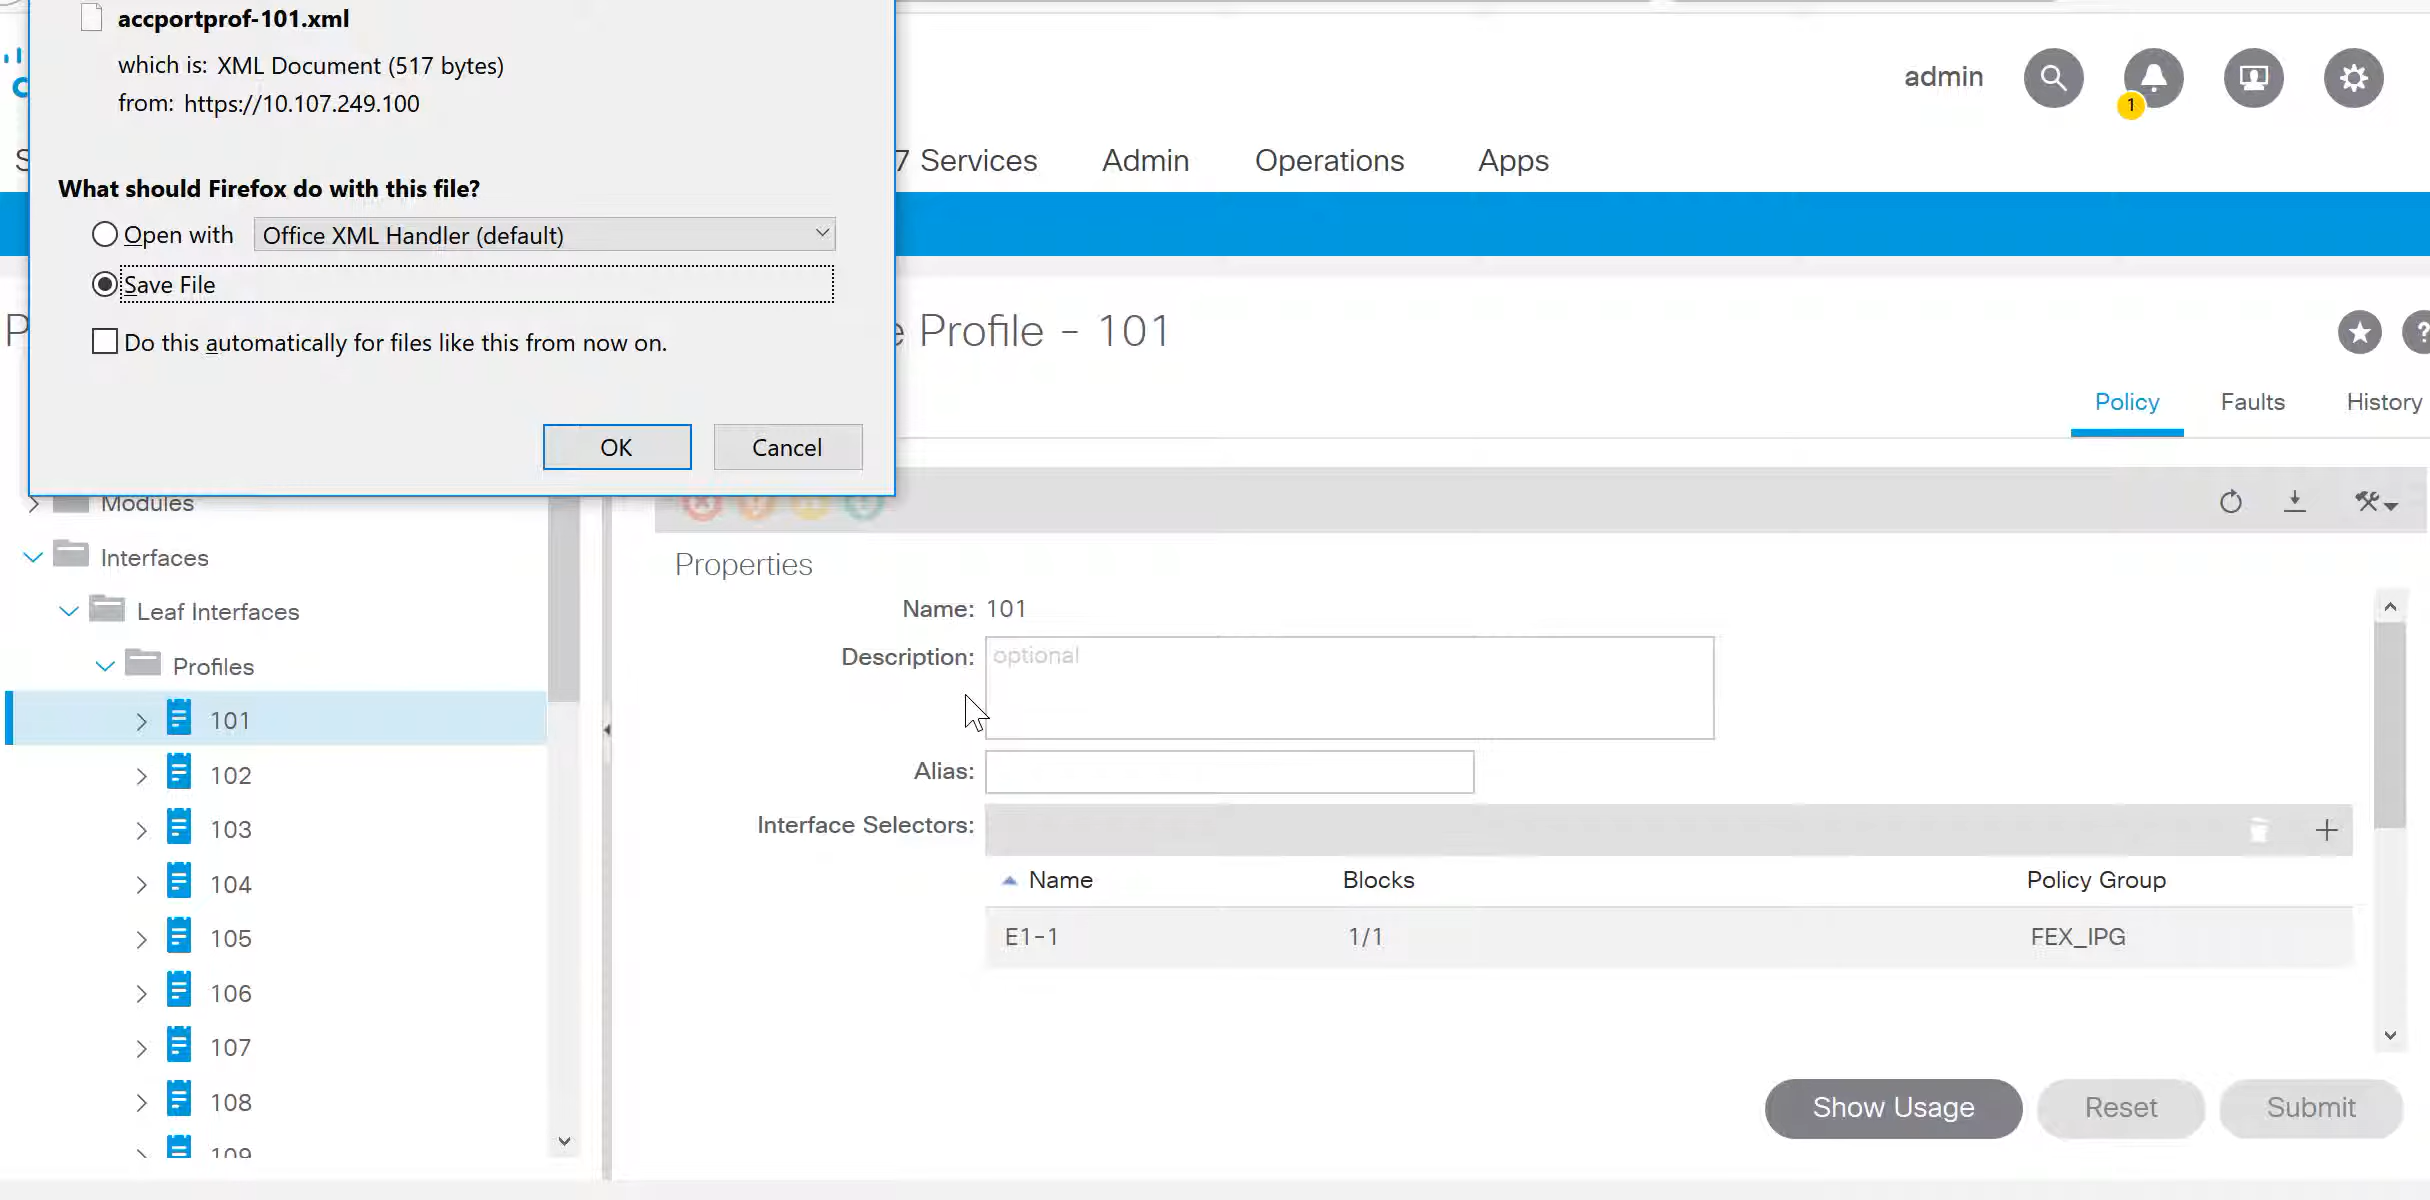 accportprof-101.xml
which is: XML Document (517 bytes)
from: https://10.107.249.100
What should Firefox do with this file?
Open with
Office XML Handler (default)
Save File
Do this automatically for files like this from now on.
OK
Cancel
admin
1
7 Services
Admin
Operations
Apps
e Profile - 101
?
Policy
Faults
History
Modules
Interfaces
Leaf Interfaces
Profiles
101
102
103
104
105
106
107
108
109
Properties
Name: 101
Description: optional
Alias:
Interface Selectors:
Name
Blocks
Policy Group
E1-1
1/1
FEX_IPG
Show Usage
Reset
Submit